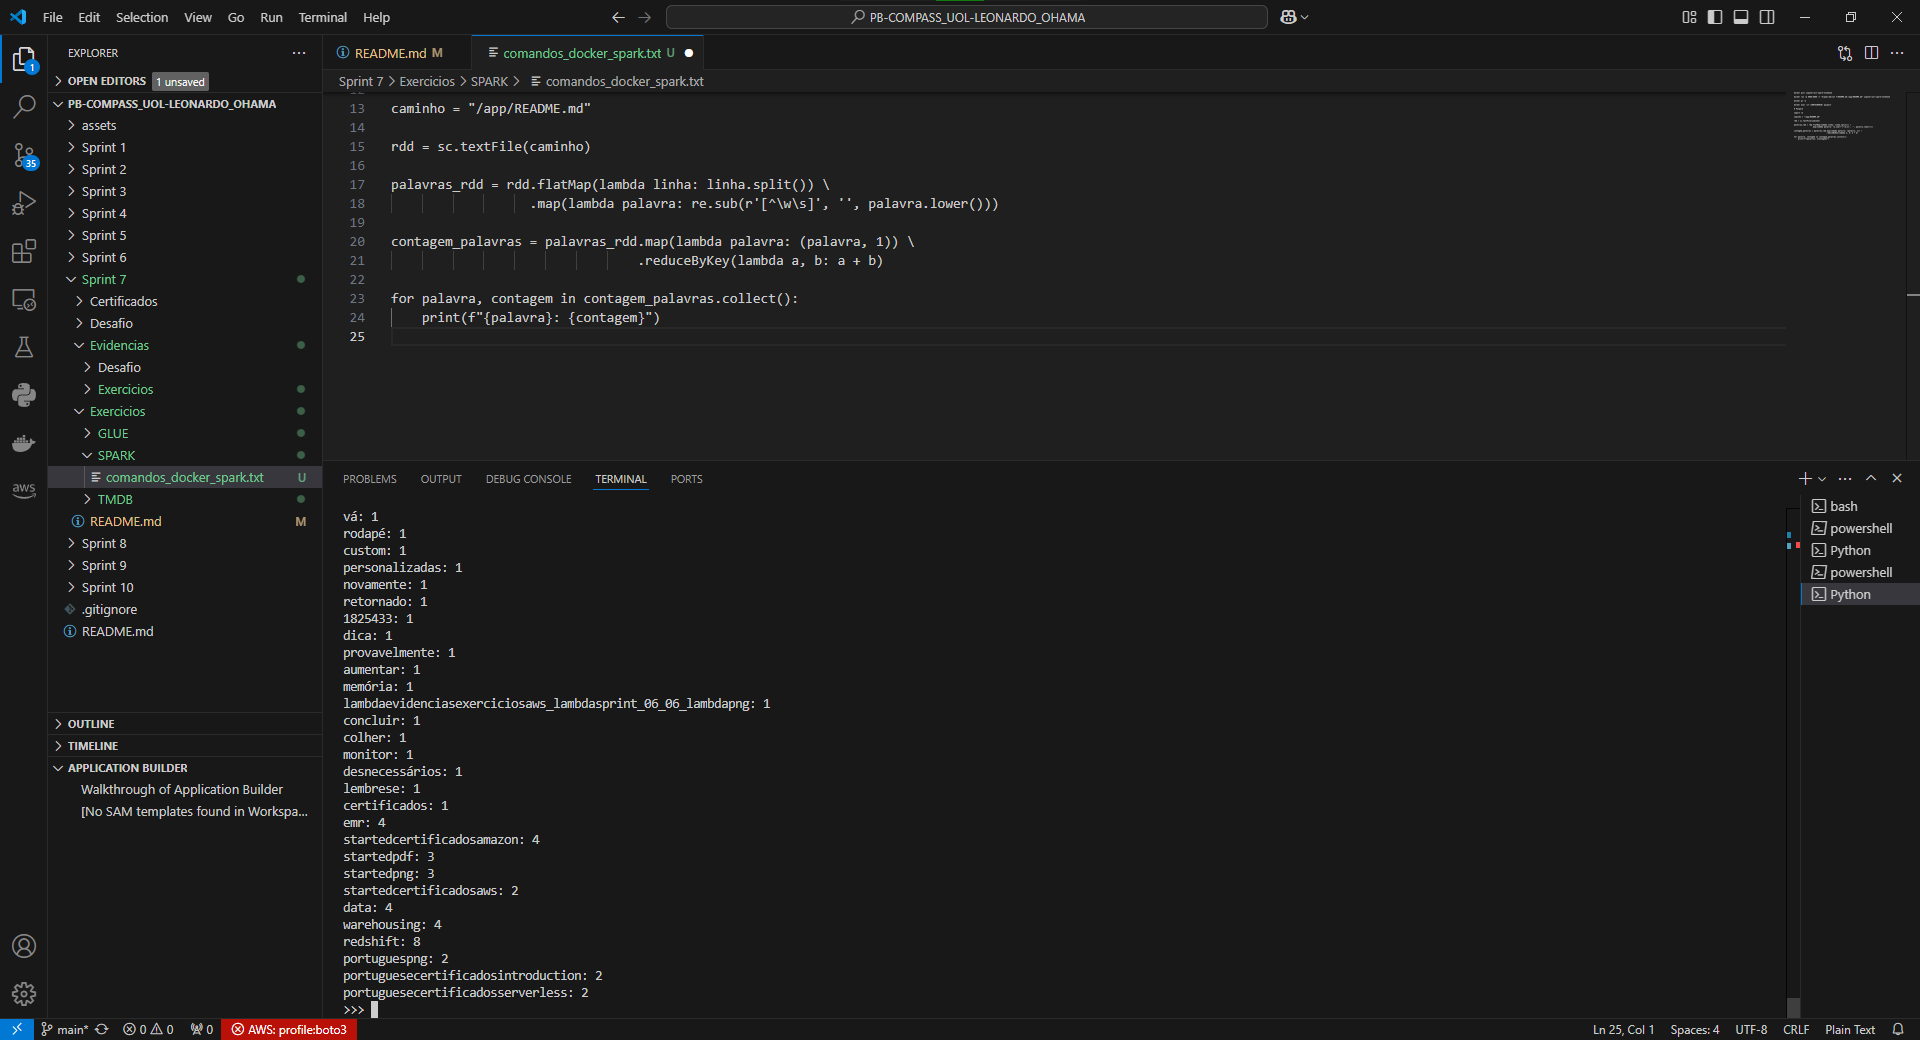 File Edit Selection View Go Run Terminal Help
PB-COMPASS_UOL-LEONARDO_OHAMA
EXPLORER
OPEN EDITORS 1 unsaved
PB-COMPASS_UOL-LEONARDO_OHAMA
assets
Sprint 1
Sprint 2
Sprint 3
Sprint 4
Sprint 5
Sprint 6
Sprint 7
Certificados
Desafio
Evidencias
Desafio
Exercicios
Exercicios
GLUE
SPARK
comandos_docker_spark.txt U
TMDB
README.md M
Sprint 8
Sprint 9
Sprint 10
.gitignore
README.md
OUTLINE
TIMELINE
APPLICATION BUILDER
Walkthrough of Application Builder
[No SAM templates found in Workspa...
1
35
aws
README.md M
comandos_docker_spark.txt U
Sprint 7 > Exercicios > SPARK > comandos_docker_spark.txt
13 caminho = "/app/README.md"
14
15 rdd = sc.textFile(caminho)
16
17 palavras_rdd = rdd.flatMap(lambda linha: linha.split()) \
18 .map(lambda palavra: re.sub(r'[^\w\s]', '', palavra.lower()))
19
20 contagem_palavras = palavras_rdd.map(lambda palavra: (palavra, 1)) \
21 .reduceByKey(lambda a, b: a + b)
22
23 for palavra, contagem in contagem_palavras.collect():
24 print(f"{palavra}: {contagem}")
25
PROBLEMS OUTPUT DEBUG CONSOLE TERMINAL PORTS
vá: 1
rodapé: 1
custom: 1
personalizadas: 1
novamente: 1
retornado: 1
1825433: 1
dica: 1
provavelmente: 1
aumentar: 1
memória: 1
lambdaevidenciasexerciciosaws_lambdasprint_06_06_lambdapng: 1
concluir: 1
colher: 1
monitor: 1
desnecessários: 1
lembrese: 1
certificados: 1
emr: 4
startedcertificadosamazon: 4
startedpdf: 3
startedpng: 3
startedcertificadosaws: 2
data: 4
warehousing: 4
redshift: 8
portuguespng: 2
portuguesecertificadosintroduction: 2
portuguesecertificadosserverless: 2
>>>
bash
powershell
Python
powershell
Python
main* 0 0 0 AWS: profile:boto3
Ln 25, Col 1 Spaces: 4 UTF-8 CRLF Plain Text